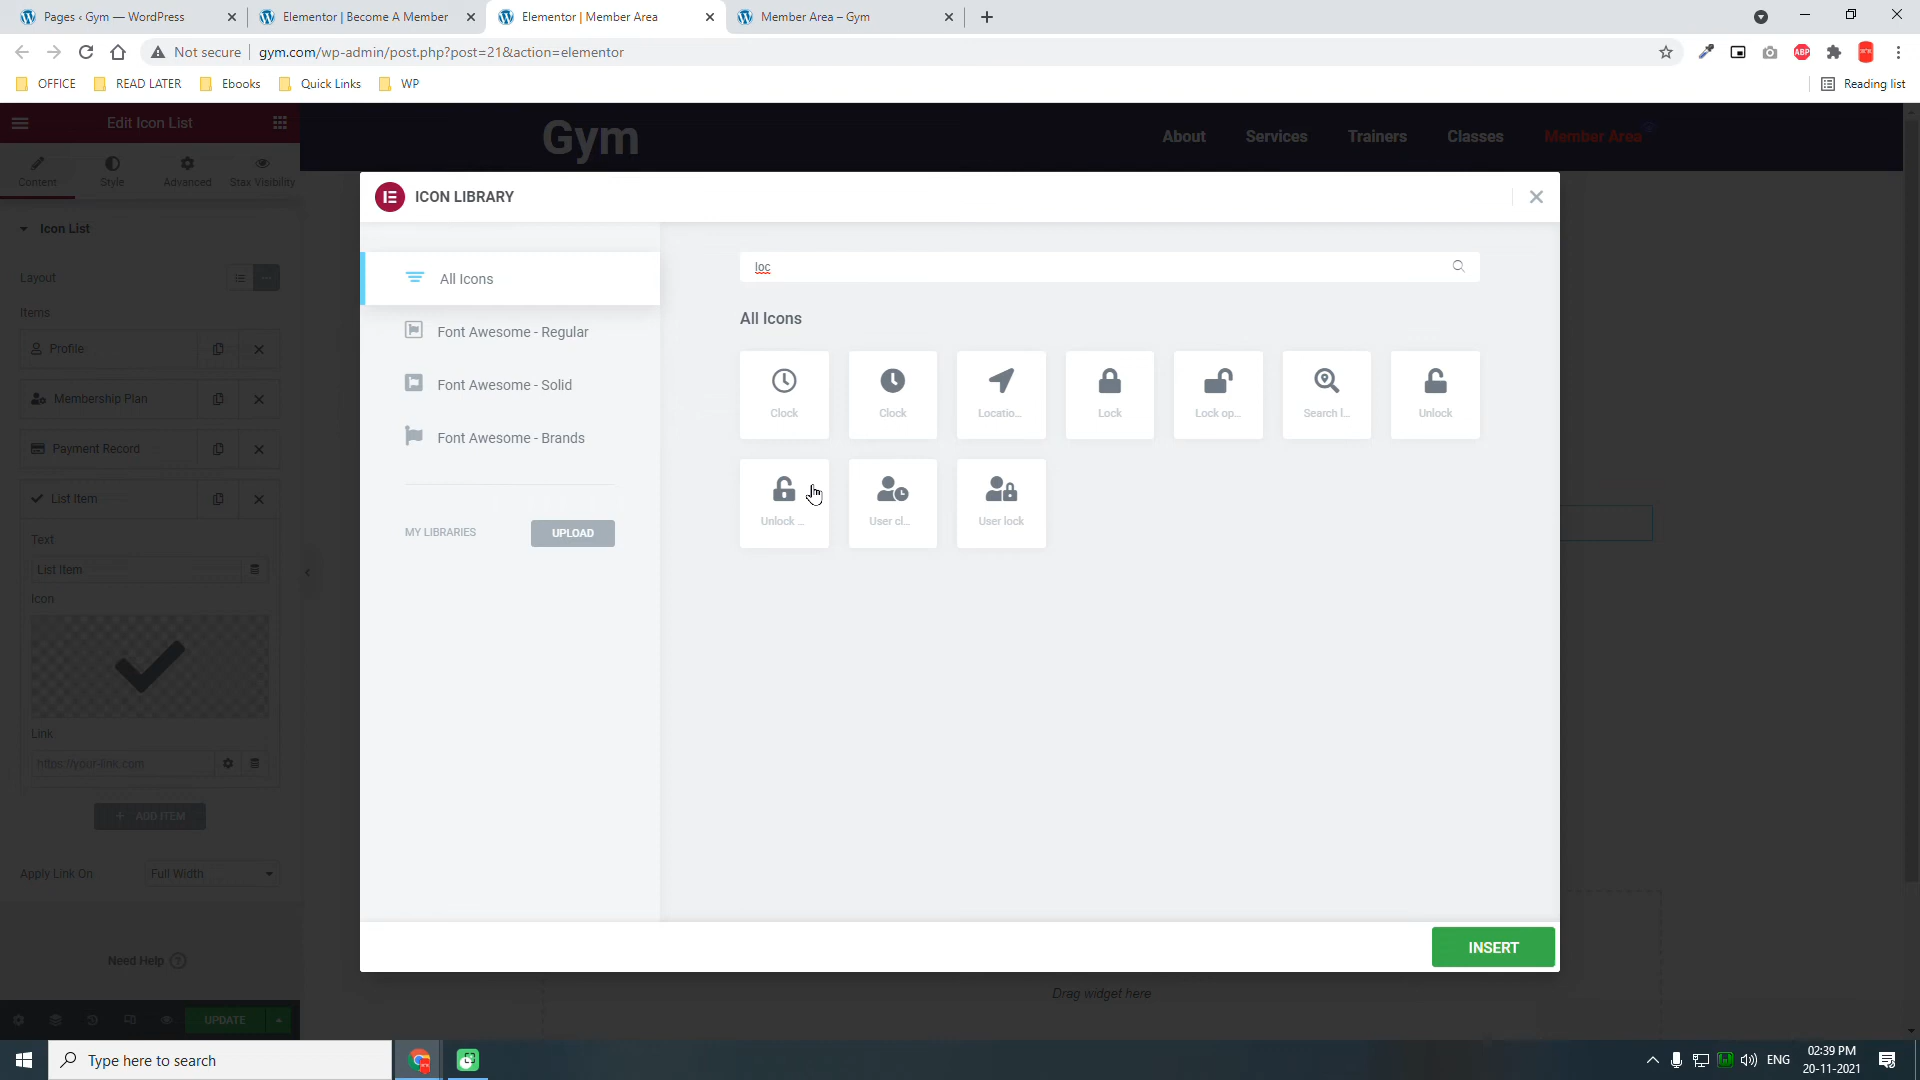 Pages ‹ Gym — WordPress
Elementor | Become A Member
Elementor | Member Area
Member Area – Gym
Not secure
gym.com/wp-admin/post.php?post=21&action=elementor
OFFICE
READ LATER
Ebooks
Quick Links
WP
Reading list
Edit Icon List
Content
Style
Advanced
Stax Visibility
Gym
About
Services
Trainers
Classes
Member Area
Icon List
Layout
Items
Profile
Membership Plan
Payment Record
List Item
Text
List Item
Icon
Link
https://your-link.com
ADD ITEM
Apply Link On
Full Width
Need Help
UPDATE
ICON LIBRARY
All Icons
Font Awesome - Regular
Font Awesome - Solid
Font Awesome - Brands
MY LIBRARIES
UPLOAD
loc
All Icons
Clock
Clock
Locatio...
Lock
Lock op...
Search l...
Unlock
Unlock ...
User cl...
User lock
INSERT
Drag widget here
Type here to search
ENG
02:39 PM
20-11-2021